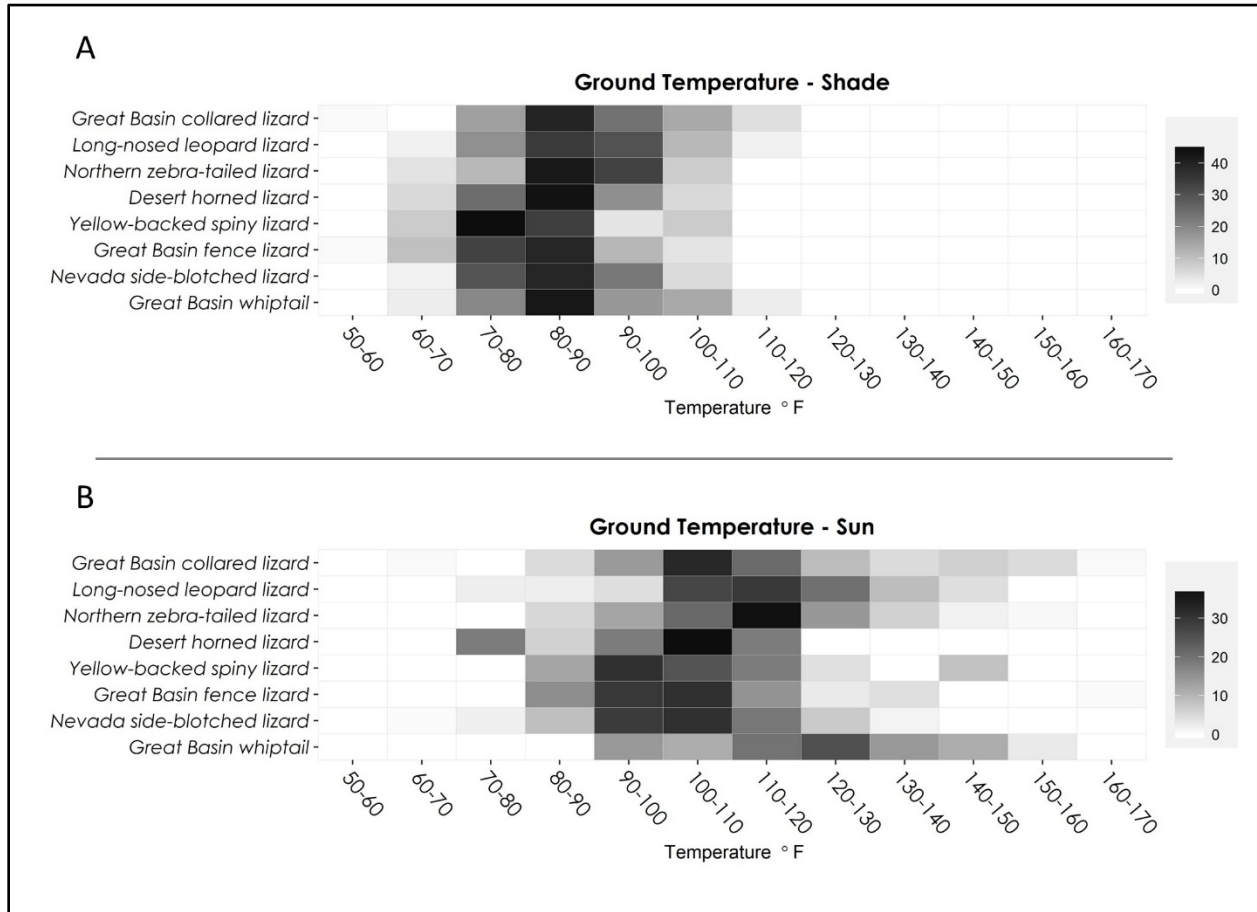 A
Ground Temperature - Shade
Great Basin collared lizard
Long-nosed leopard lizard
Northern zebra-tailed lizard
Desert horned lizard
Yellow-backed spiny lizard
Great Basin fence lizard
Nevada side-blotched lizard
Great Basin whiptail
40
30
20
10
0
50-60
60-70
70-80
80-90
90-100
100-110
110-120
120-130
130-140
140-150
150-160
160-170
Temperature ° F
B
Ground Temperature - Sun
Great Basin collared lizard
Long-nosed leopard lizard
Northern zebra-tailed lizard
Desert horned lizard
Yellow-backed spiny lizard
Great Basin fence lizard
Nevada side-blotched lizard
Great Basin whiptail
30
20
10
0
50-60
60-70
70-80
80-90
90-100
100-110
110-120
120-130
130-140
140-150
150-160
160-170
Temperature ° F